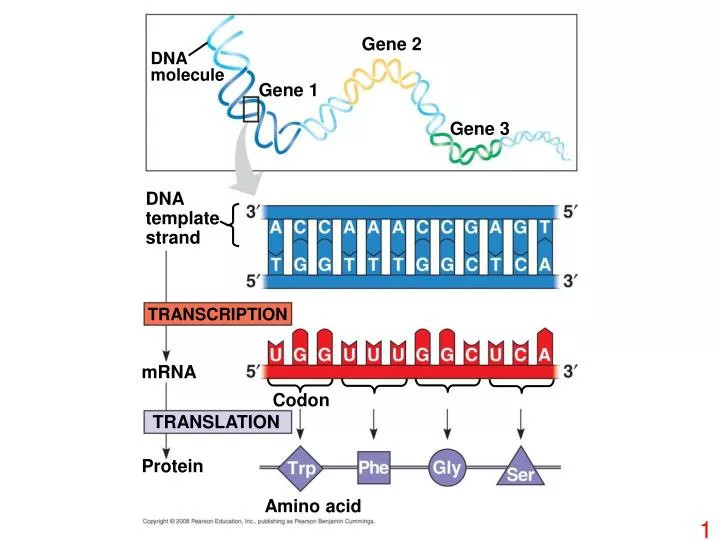 DNA
molecule
Gene 1
Gene 2
Gene 3
DNA
template
strand
3′ 5′
A C C A A A C C G A G T
T G G T T T G G C T C A
5′ 3′
TRANSCRIPTION
U G G U U U G G C U C A
mRNA
5′ 3′
Codon
TRANSLATION
Protein
Trp Phe Gly Ser
Amino acid
Copyright © 2008 Pearson Education, Inc., publishing as Pearson Benjamin Cummings.
1